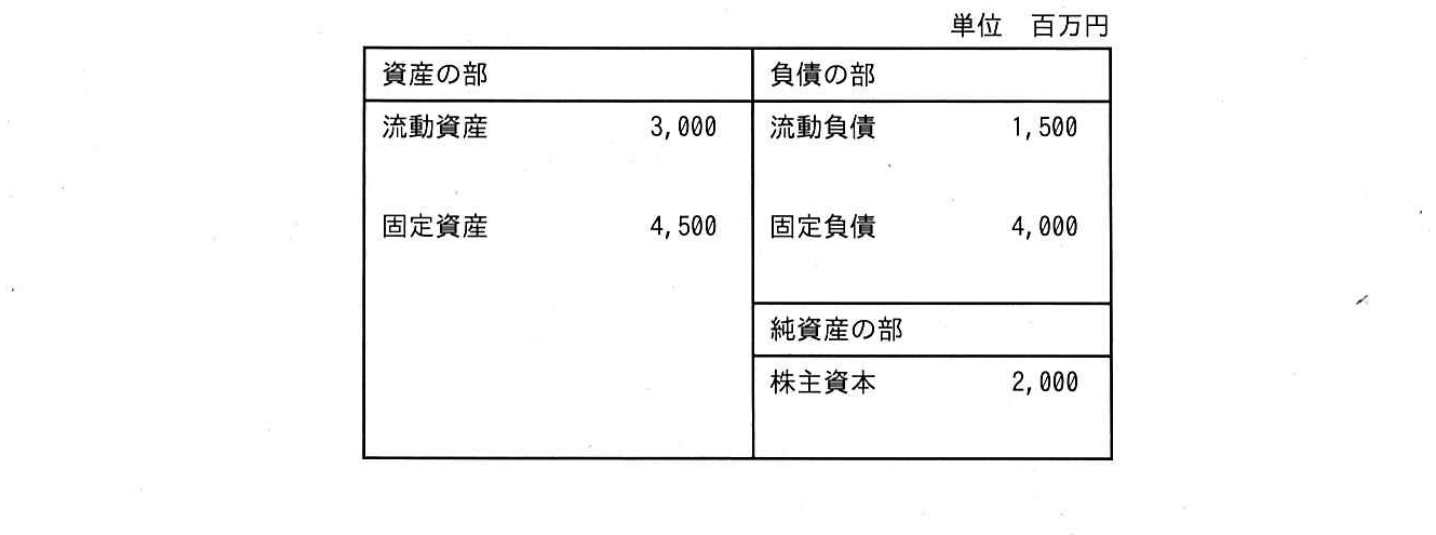 単位　百万円
資産の部　負債の部
流動資産　3,000　流動負債　1,500
固定資産　4,500　固定負債　4,000
純資産の部
株主資本　2,000